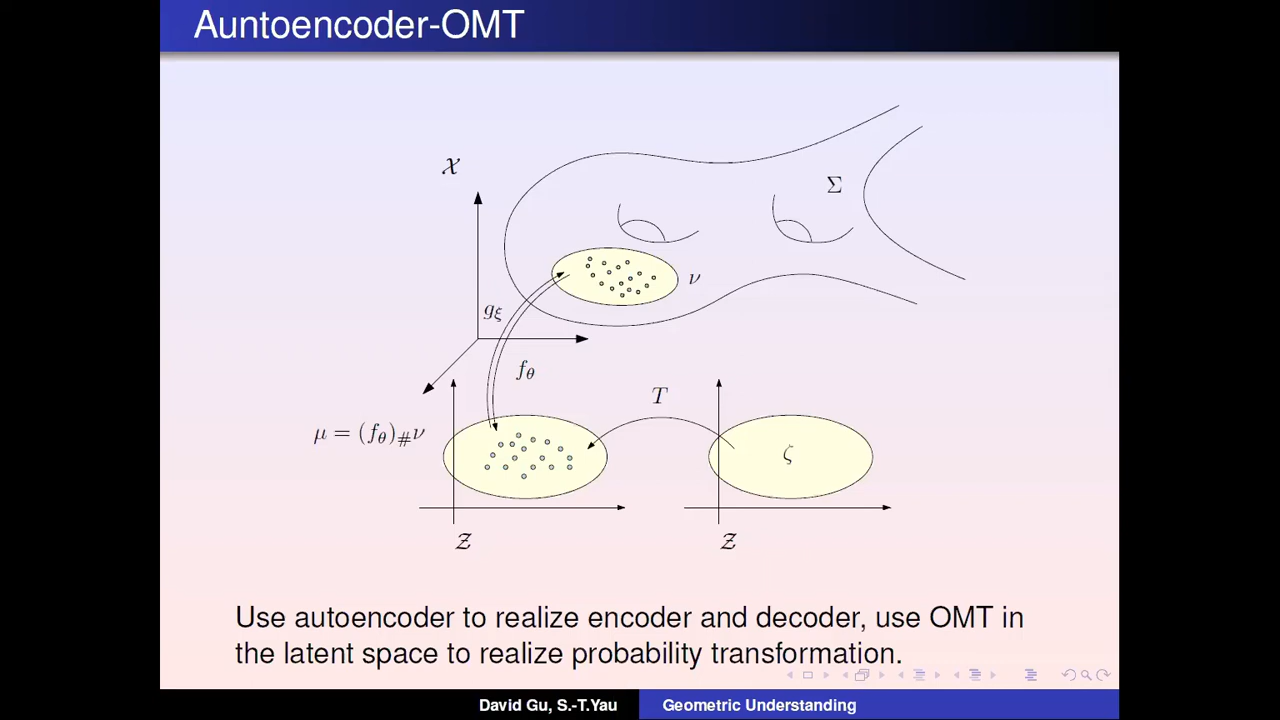 Auntoencoder-OMT
𝒳
Σ
ν
g_ξ
f_θ
T
μ = (f_θ)_#ν
ζ
𝒵
𝒵
Use autoencoder to realize encoder and decoder, use OMT in
the latent space to realize probability transformation.
David Gu, S.-T.Yau
Geometric Understanding